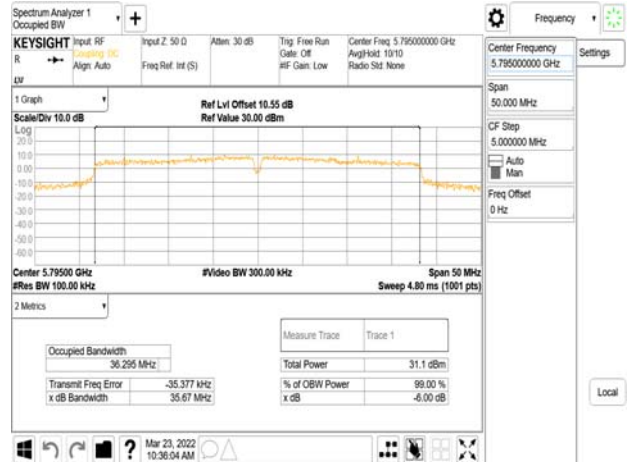 Spectrum Analyzer 1
Occupied BW
Frequency
KEYSIGHT
R
Input: RF
Coupling: DC
Align: Auto
Input Z: 50 Ω
Freq Ref: Int (S)
Atten: 30 dB
Trig: Free Run
Gate: Off
#IF Gain: Low
Center Freq: 5.795000000 GHz
Avg|Hold: 10/10
Radio Std: None
Center Frequency
5.795000000 GHz
Settings
Span
50.000 MHz
CF Step
5.000000 MHz
Auto
Man
Freq Offset
0 Hz
Local
1 Graph
Scale/Div 10.0 dB
Ref Lvl Offset 10.55 dB
Ref Value 30.00 dBm
Log
20.0
10.0
0.00
-10.0
-20.0
-30.0
-40.0
-50.0
-60.0
Center 5.79500 GHz
#Res BW 100.00 kHz
#Video BW 300.00 kHz
Span 50 MHz
Sweep 4.80 ms (1001 pts)
2 Metrics
Measure Trace
Trace 1
Occupied Bandwidth
36.295 MHz
Total Power
31.1 dBm
Transmit Freq Error
-35.377 kHz
% of OBW Power
99.00 %
x dB Bandwidth
35.67 MHz
x dB
-6.00 dB
Mar 23, 2022
10:36:04 AM